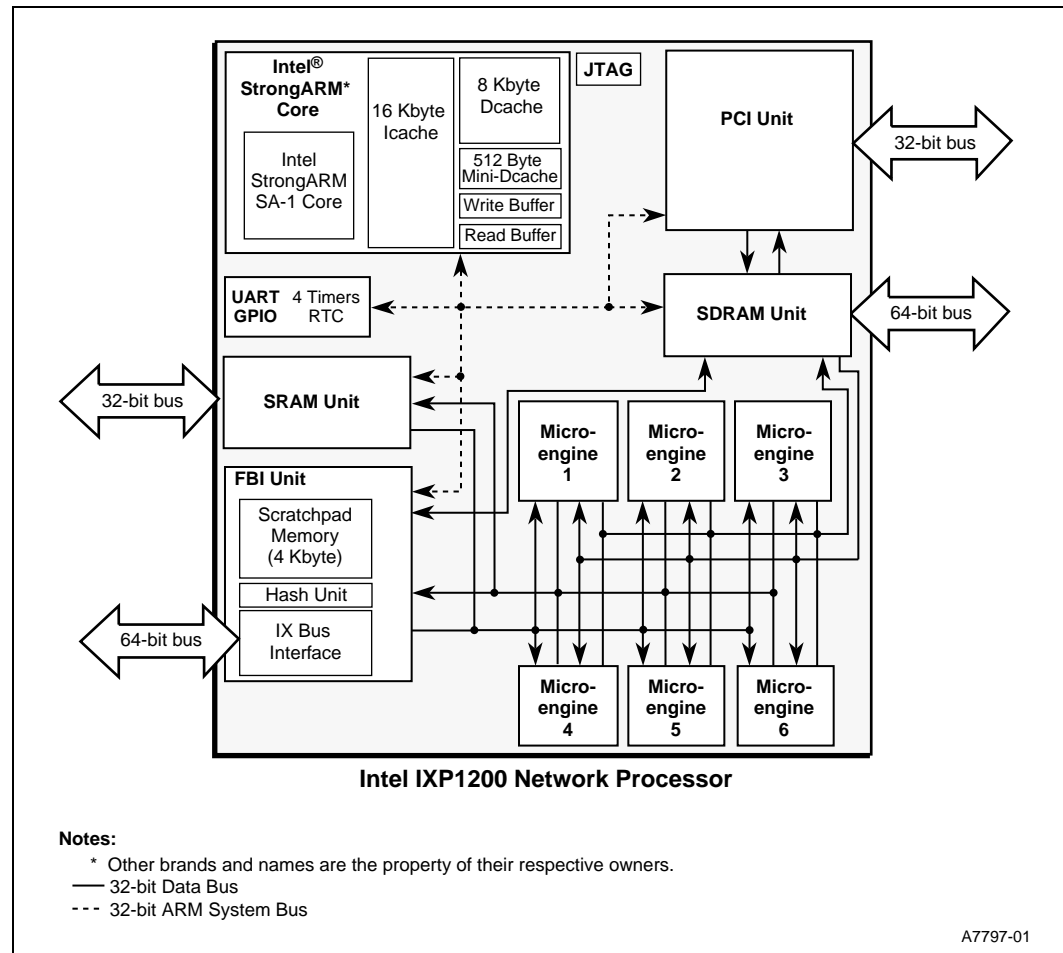 Intel®
StrongARM*
Core
Intel
StrongARM
SA-1 Core
16 Kbyte
Icache
8 Kbyte
Dcache
512 Byte
Mini-Dcache
Write Buffer
Read Buffer
JTAG
PCI Unit
32-bit bus
UART 4 Timers
GPIO RTC
SDRAM Unit
64-bit bus
32-bit bus
SRAM Unit
FBI Unit
Scratchpad
Memory
(4 Kbyte)
Hash Unit
IX Bus
Interface
64-bit bus
Micro-
engine
1
Micro-
engine
2
Micro-
engine
3
Micro-
engine
4
Micro-
engine
5
Micro-
engine
6
Intel IXP1200 Network Processor
Notes:
* Other brands and names are the property of their respective owners.
32-bit Data Bus
32-bit ARM System Bus
A7797-01